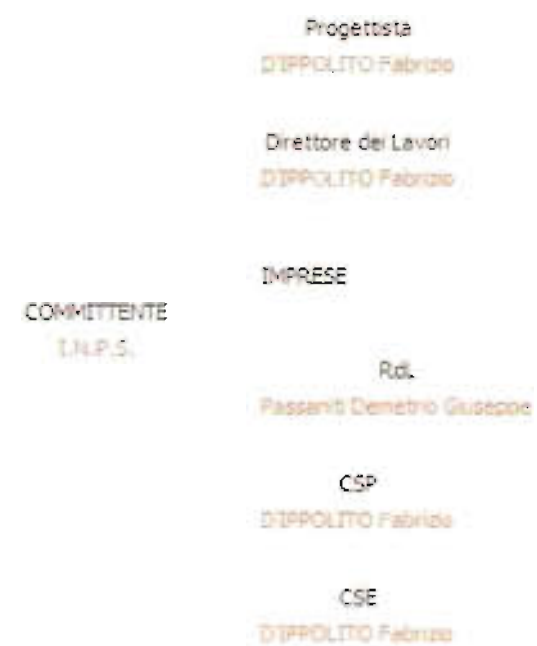 Progettista
D'IPPOLITO Fabrizio
Direttore dei Lavori
D'IPPOLITO Fabrizio
IMPRESE
COMMITTENTE
I.N.P.S.
RdL
Passaniti Demetrio Giuseppe
CSP
D'IPPOLITO Fabrizio
CSE
D'IPPOLITO Fabrizio